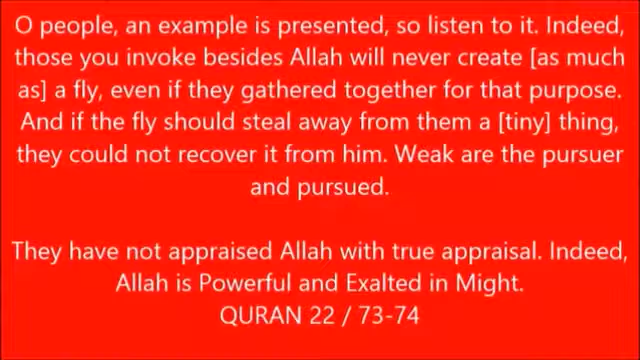 O people, an example is presented, so listen to it. Indeed,
those you invoke besides Allah will never create [as much
as] a fly, even if they gathered together for that purpose.
And if the fly should steal away from them a [tiny] thing,
they could not recover it from him. Weak are the pursuer
and pursued.
They have not appraised Allah with true appraisal. Indeed,
Allah is Powerful and Exalted in Might.
QURAN 22 / 73-74